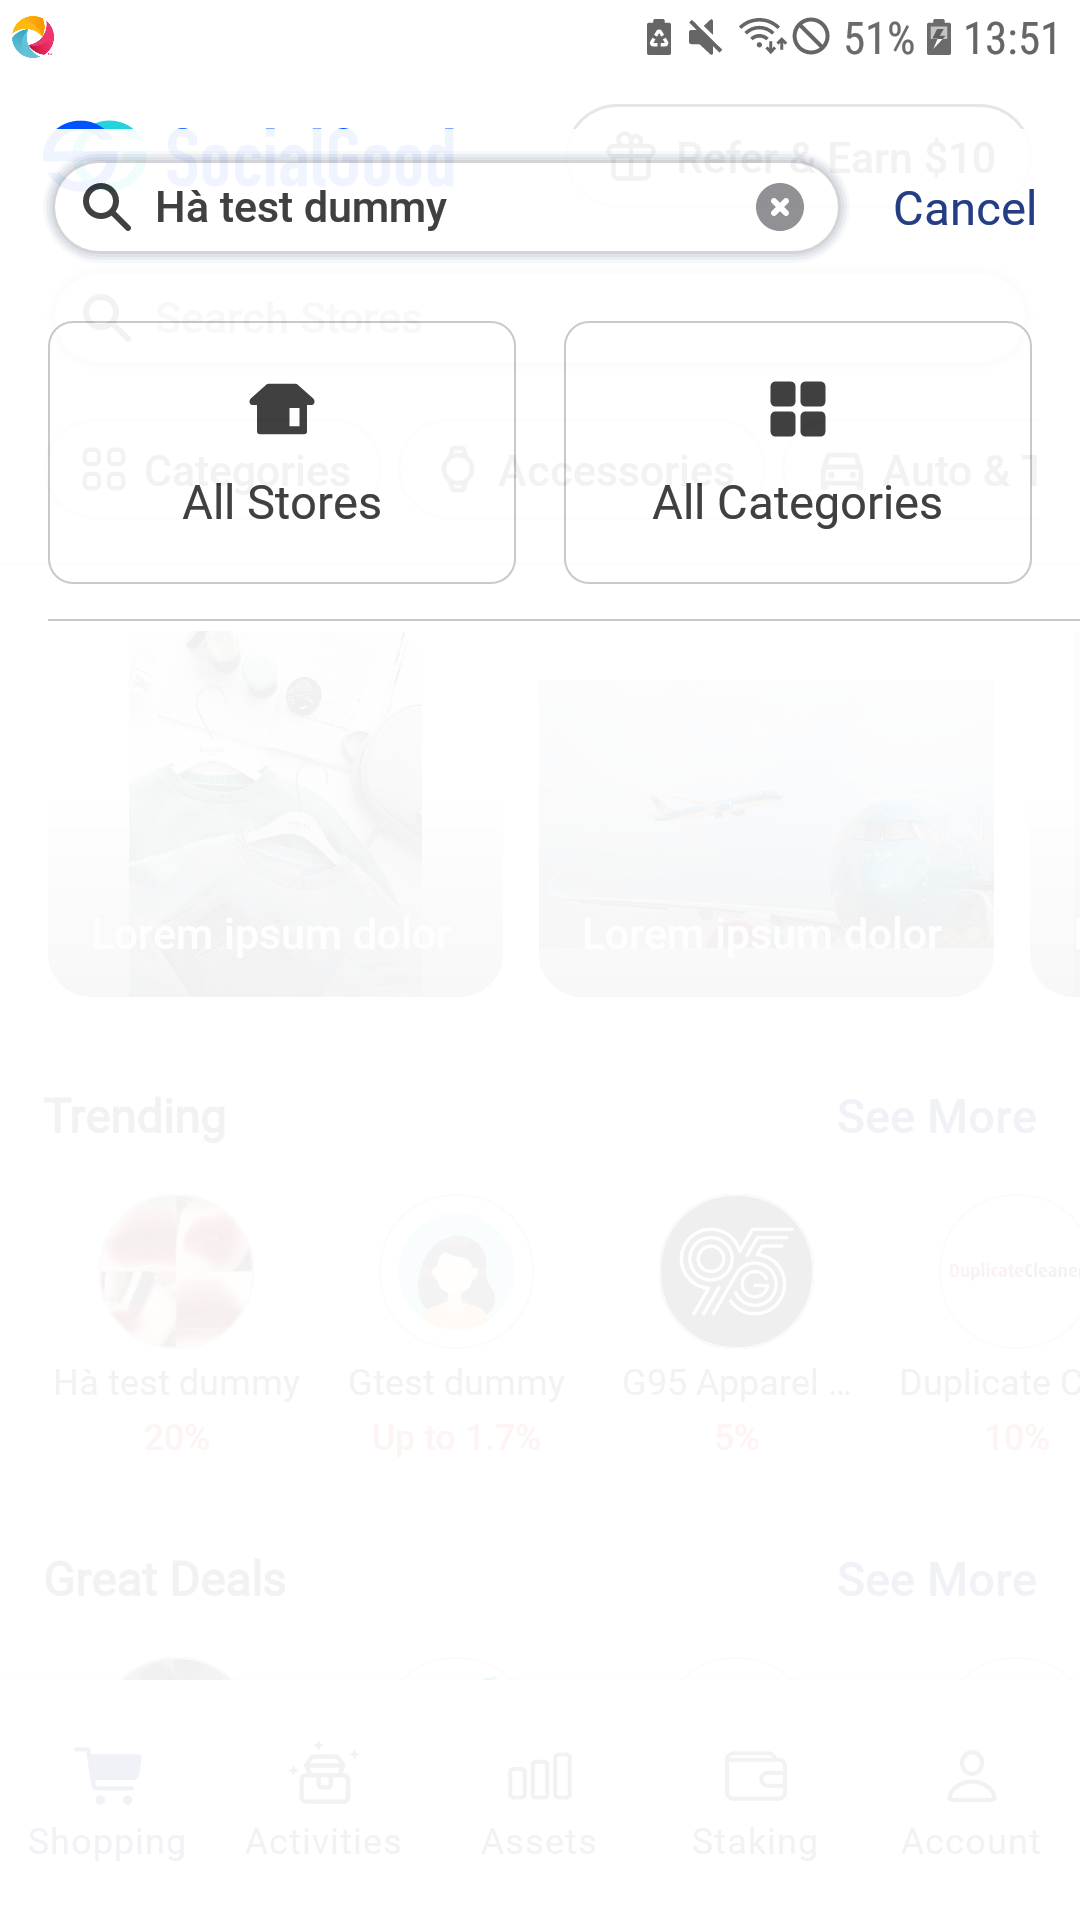 51% 13:51
SocialGood
Refer & Earn $10
Hà test dummy
Cancel
Search Stores
Categories Accessories Auto & T
All Stores All Categories
Lorem ipsum dolor Lorem ipsum dolor
Trending See More
95G DuplicateCleaner
Hà test dummy Gtest dummy G95 Apparel ... Duplicate C
20% Up to 1.7% 5% 10%
Great Deals See More
Shopping Activities Assets Staking Account